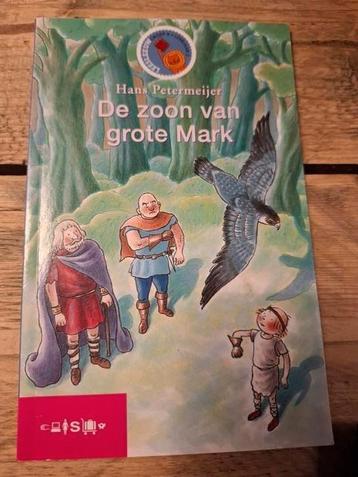 Hans Petermeijer
De zoon van
grote Mark